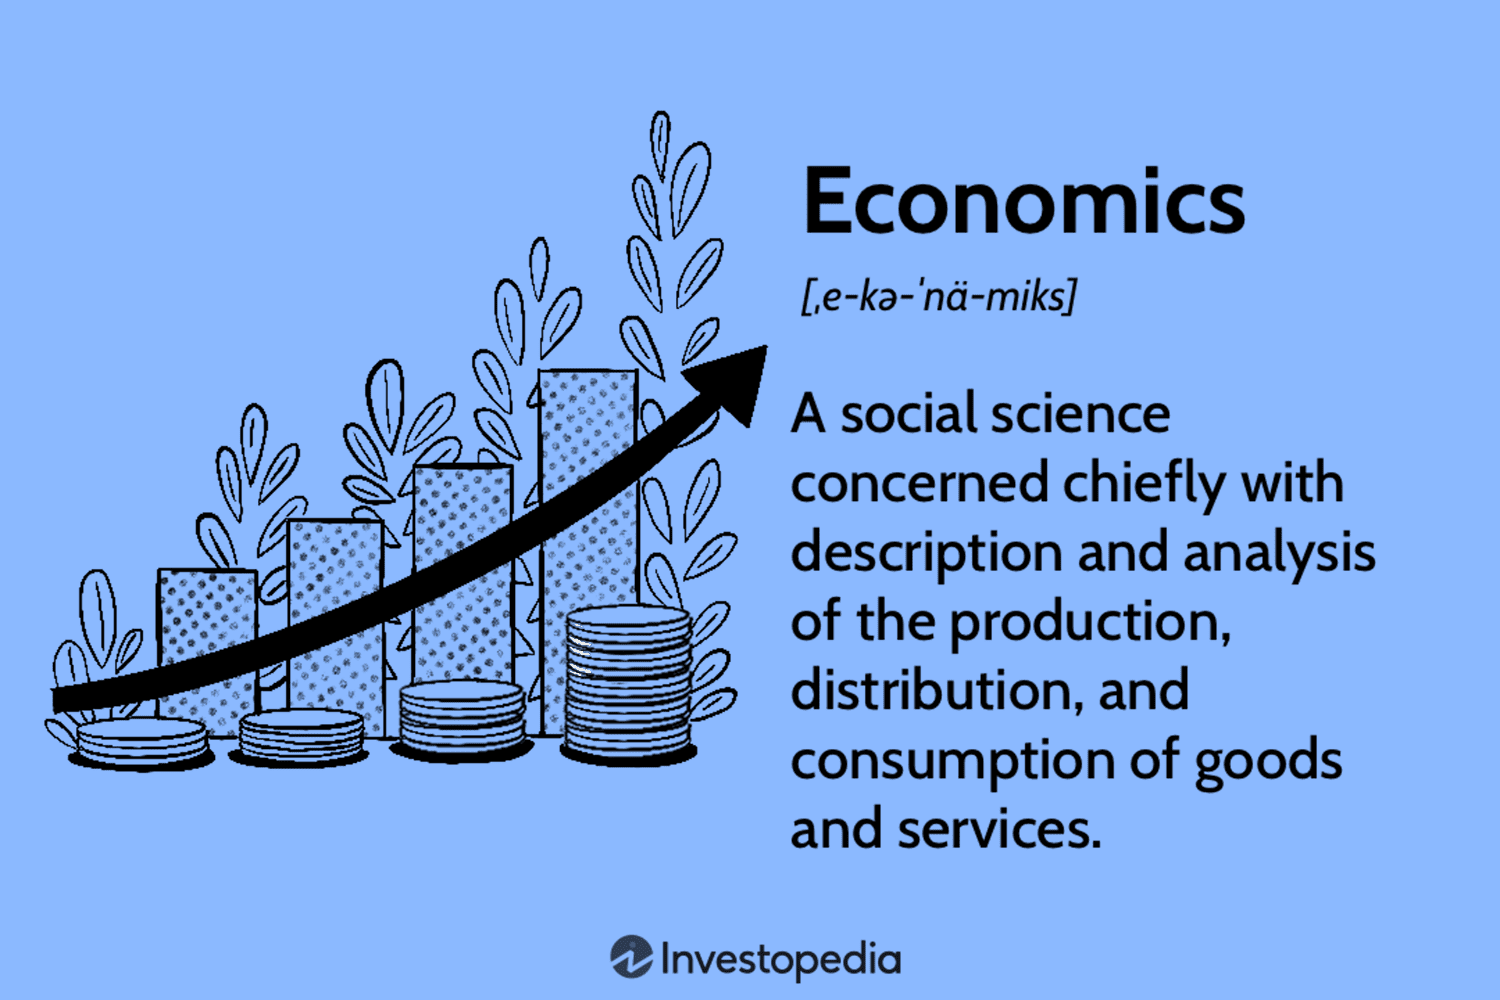 Economics
[ˌe-kə-ˈnä-miks]
A social science
concerned chiefly with
description and analysis
of the production,
distribution, and
consumption of goods
and services.
Investopedia